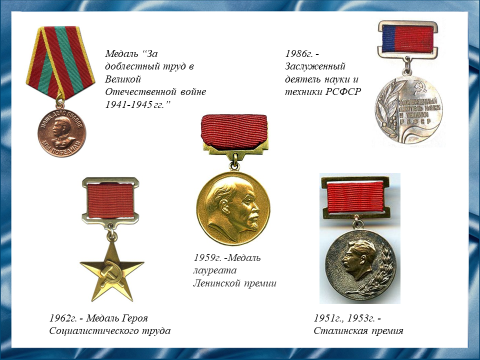 Медаль “За
доблестный труд в
Великой
Отечественной войне
1941-1945 гг.”
1986г. -
Заслуженный
деятель науки и
техники РСФСР
1959г. -Медаль
лауреата
Ленинской премии
1962г. - Медаль Героя
Социалистического труда
1951г., 1953г. -
Сталинская премия